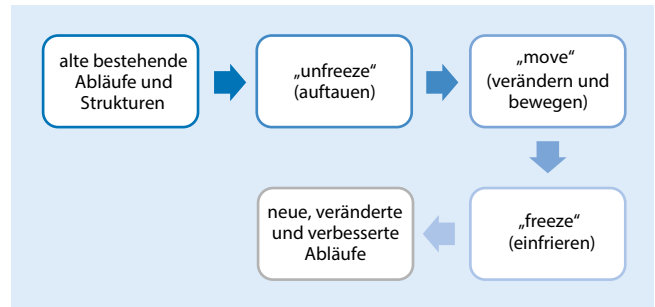 alte bestehende
Abläufe und
Strukturen
„unfreeze“
(auftauen)
„move“
(verändern und
bewegen)
„freeze“
(einfrieren)
neue, veränderte
und verbesserte
Abläufe